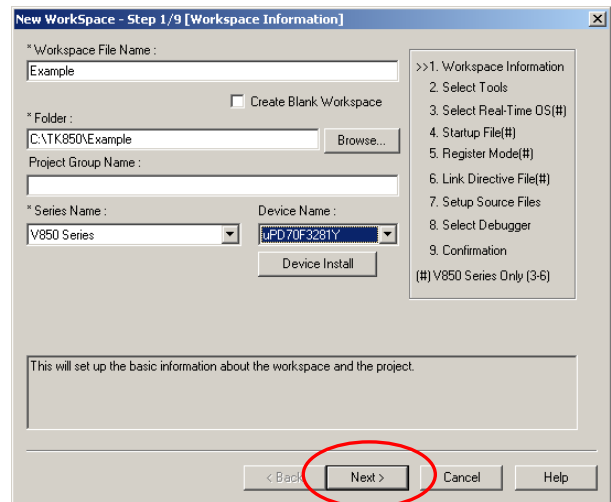 New WorkSpace - Step 1/9 [Workspace Information]
* Workspace File Name :
Example
Create Blank Workspace
* Folder :
C:\TK850\Example
Browse...
Project Group Name :
* Series Name :
Device Name :
V850 Series
uPD70F3281Y
Device Install
>>1. Workspace Information
2. Select Tools
3. Select Real-Time OS(#)
4. Startup File(#)
5. Register Mode(#)
6. Link Directive File(#)
7. Setup Source Files
8. Select Debugger
9. Confirmation
(#) V850 Series Only (3-6)
This will set up the basic information about the workspace and the project.
< Back
Next >
Cancel
Help